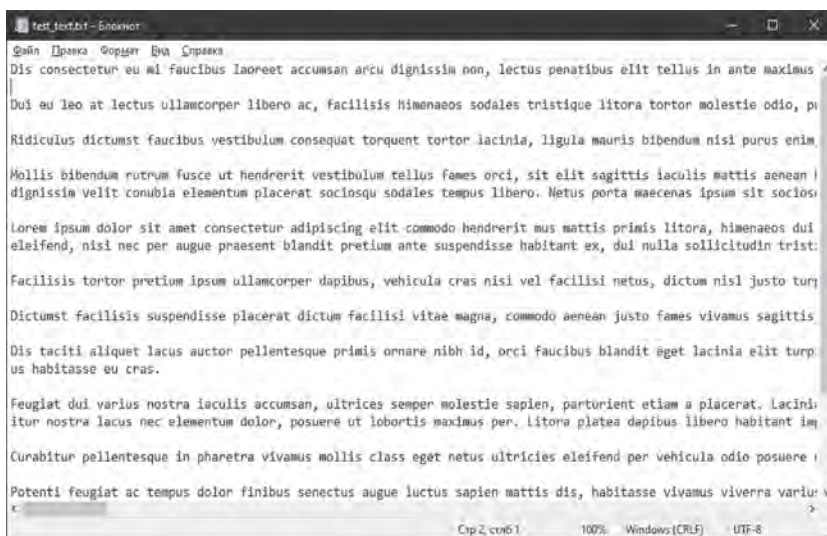 test_text.txt – Блокнот
Файл Правка Формат Вид Справка
Dis consectetur eu mi faucibus laoreet accumsan arcu dignissim non, lectus penatibus elit tellus in ante maximus
Dui eu leo at lectus ullamcorper libero ac, facilisis himenaeos sodales tristique litora tortor molestie odio,
Ridiculus dictumst faucibus vestibulum consequat torquent tortor lacinia, ligula mauris bibendum nisi purus enim
Mollis bibendum rutrum fusce ut hendrerit vestibulum tellus fames orci, sit elit sagittis iaculis mattis aenean
dignissim velit conubia elementum placerat sociosqu sodales tempus libero. Netus porta maecenas ipsum sit
Lorem ipsum dolor sit amet consectetur adipiscing elit commodo hendrerit mus mattis primis litora, himenaeos dui
eleifend, nisi nec per augue praesent blandit pretium ante suspendisse habitant ex, dui nulla sollicitudin
Facilisis tortor pretium ipsum ullamcorper dapibus, vehicula cras nisi vel facilisi netus, dictum nisl justo
Dictumst facilisis suspendisse placerat dictum facilisi vitae magna, commodo aenean justo fames vivamus sagittis
Dis taciti aliquet lacus auctor pellentesque primis ornare nibh id, orci faucibus blandit eget lacinia elit turp
us habitasse eu cras.
Feugiat dui varius nostra iaculis accumsan, ultrices semper molestie sapien, parturient etiam a placerat.
itur nostra lacus nec elementum dolor, posuere ut lobortis maximus per. Litora platea dapibus libero habitant
Curabitur pellentesque in pharetra vivamus mollis class eget netus ultricies eleifend per vehicula odio posuere
Potenti feugiat ac tempus dolor finibus senectus augue luctus sapien mattis dis, habitasse vivamus viverra varius
Стр 2, стлб 1 100% Windows (CRLF) UTF-8